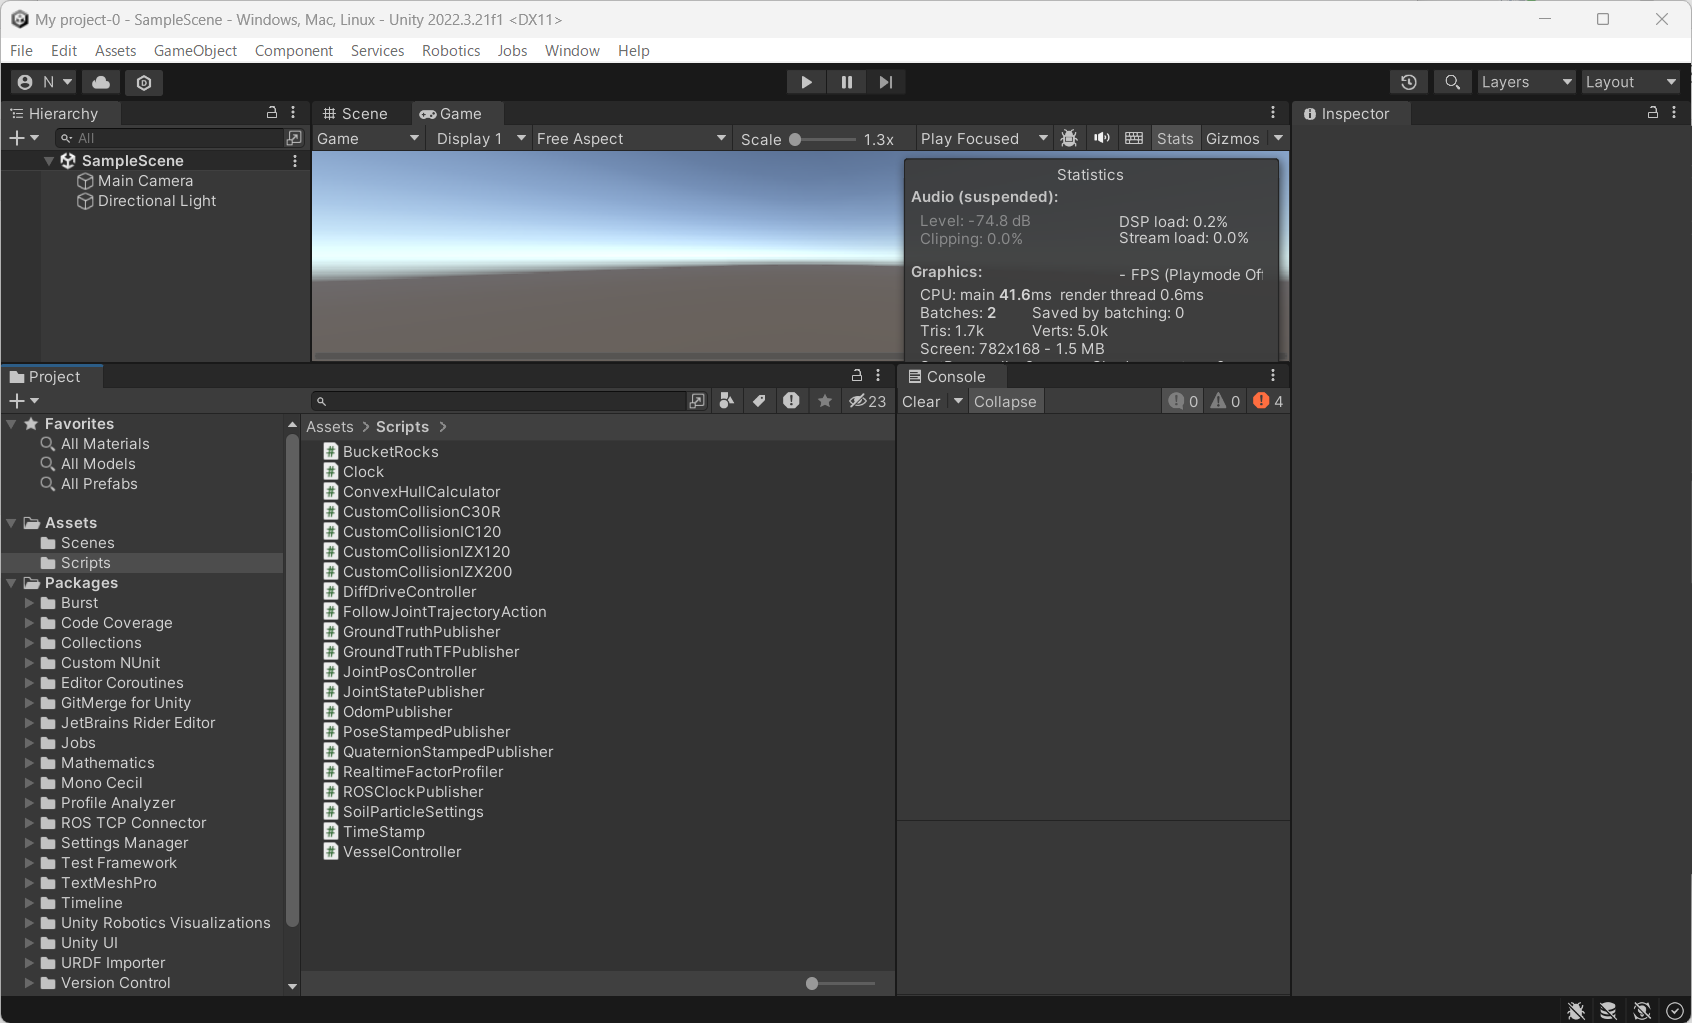 My project-0 - SampleScene - Windows, Mac, Linux - Unity 2022.3.21f1 <DX11>
File Edit Assets GameObject Component Services Robotics Jobs Window Help
N
Layers Layout
Hierarchy
All
SampleScene
Main Camera
Directional Light
Scene Game
Game Display 1 Free Aspect Scale 1.3x Play Focused Stats Gizmos
Statistics
Audio (suspended):
Level: -74.8 dB DSP load: 0.2%
Clipping: 0.0% Stream load: 0.0%
Graphics: - FPS (Playmode Off
CPU: main 41.6ms render thread 0.6ms
Batches: 2 Saved by batching: 0
Tris: 1.7k Verts: 5.0k
Screen: 782x168 - 1.5 MB
Inspector
Project
23
Favorites
All Materials
All Models
All Prefabs
Assets
Scenes
Scripts
Packages
Burst
Code Coverage
Collections
Custom NUnit
Editor Coroutines
GitMerge for Unity
JetBrains Rider Editor
Jobs
Mathematics
Mono Cecil
Profile Analyzer
ROS TCP Connector
Settings Manager
Test Framework
TextMeshPro
Timeline
Unity Robotics Visualizations
Unity UI
URDF Importer
Version Control
Assets > Scripts >
BucketRocks
Clock
ConvexHullCalculator
CustomCollisionC30R
CustomCollisionIC120
CustomCollisionIZX120
CustomCollisionIZX200
DiffDriveController
FollowJointTrajectoryAction
GroundTruthPublisher
GroundTruthTFPublisher
JointPosController
JointStatePublisher
OdomPublisher
PoseStampedPublisher
QuaternionStampedPublisher
RealtimeFactorProfiler
ROSClockPublisher
SoilParticleSettings
TimeStamp
VesselController
Console
Clear Collapse 0 0 4